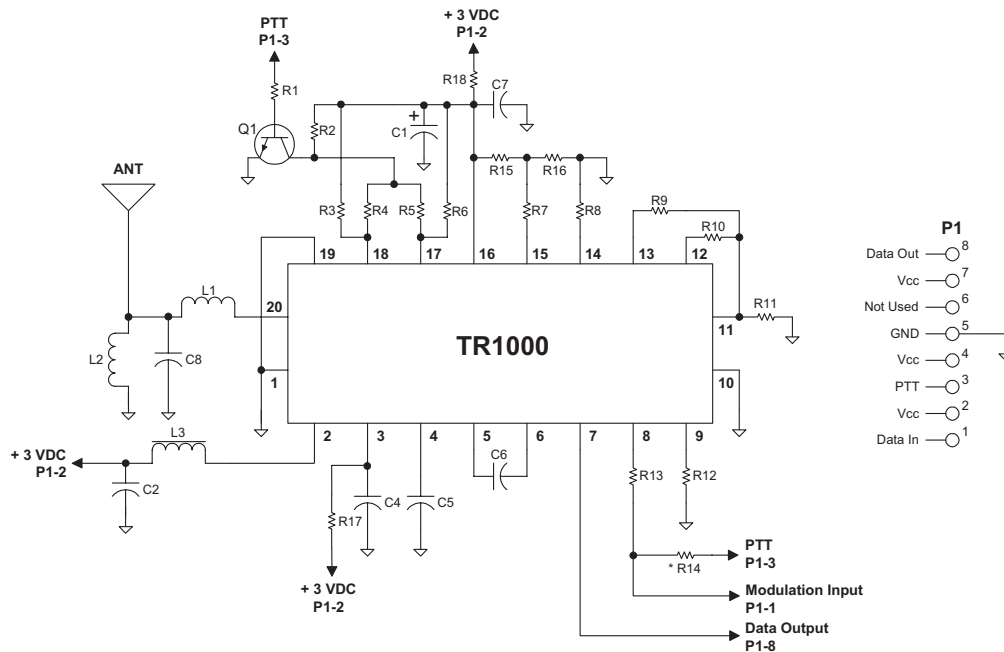 + 3 VDC
P1-2
PTT
P1-3
R18
C7
R1
Q1
R2
+
C1
R15
R16
ANT
R3
R4
R5
R6
R7
R8
R9
R10
19
18
17
16
15
14
13
12
P1
Data Out
8
Vcc
7
Not Used
6
GND
5
Vcc
4
PTT
3
Vcc
2
Data In
1
L1
20
R11
11
TR1000
L2
C8
1
10
2
3
4
5
6
7
8
9
L3
+ 3 VDC
P1-2
C2
C4
C5
C6
R13
R12
R17
+ 3 VDC
P1-2
* R14
PTT
P1-3
Modulation Input
P1-1
Data Output
P1-8